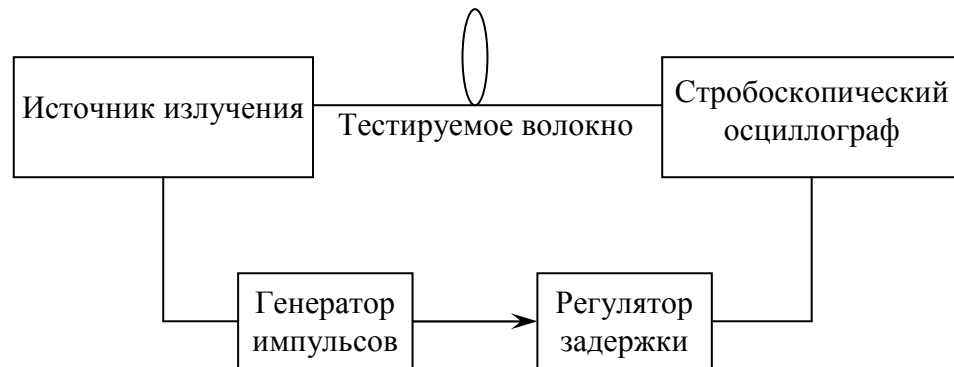 Источник излучения
Тестируемое волокно
Стробоскопический
осциллограф
Генератор
импульсов
Регулятор
задержки